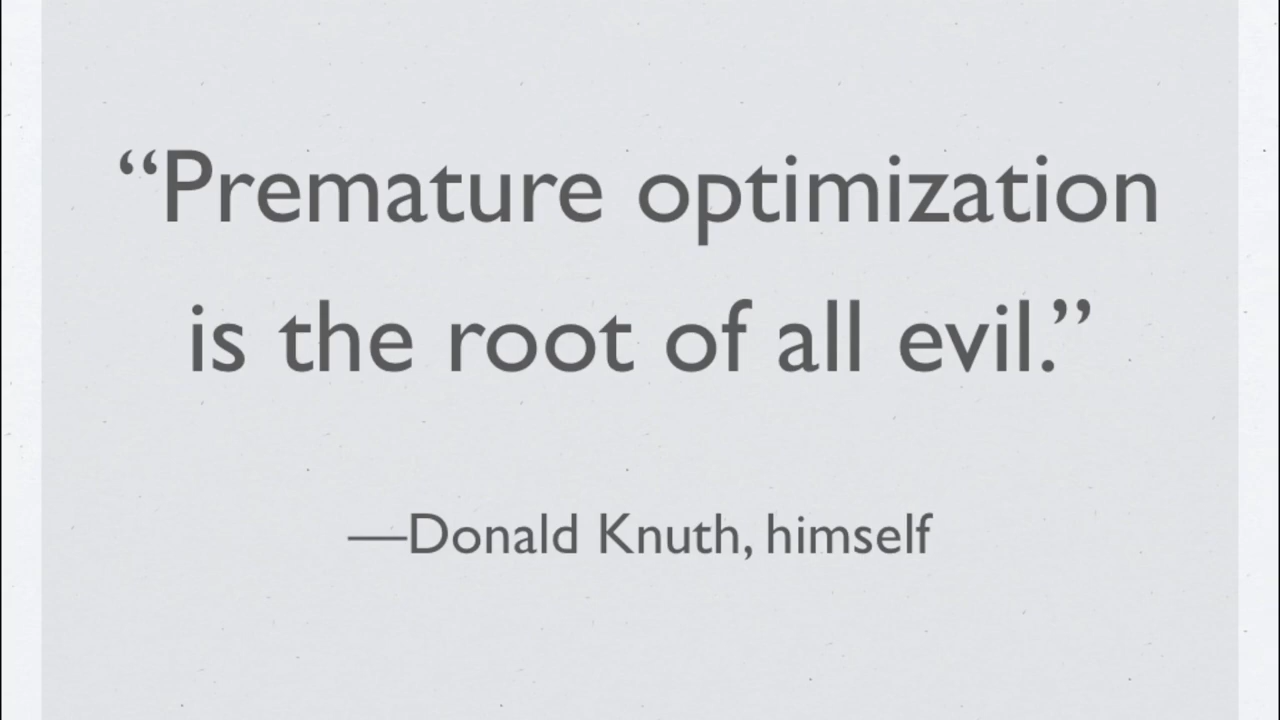 “Premature optimization
is the root of all evil.”
—Donald Knuth, himself